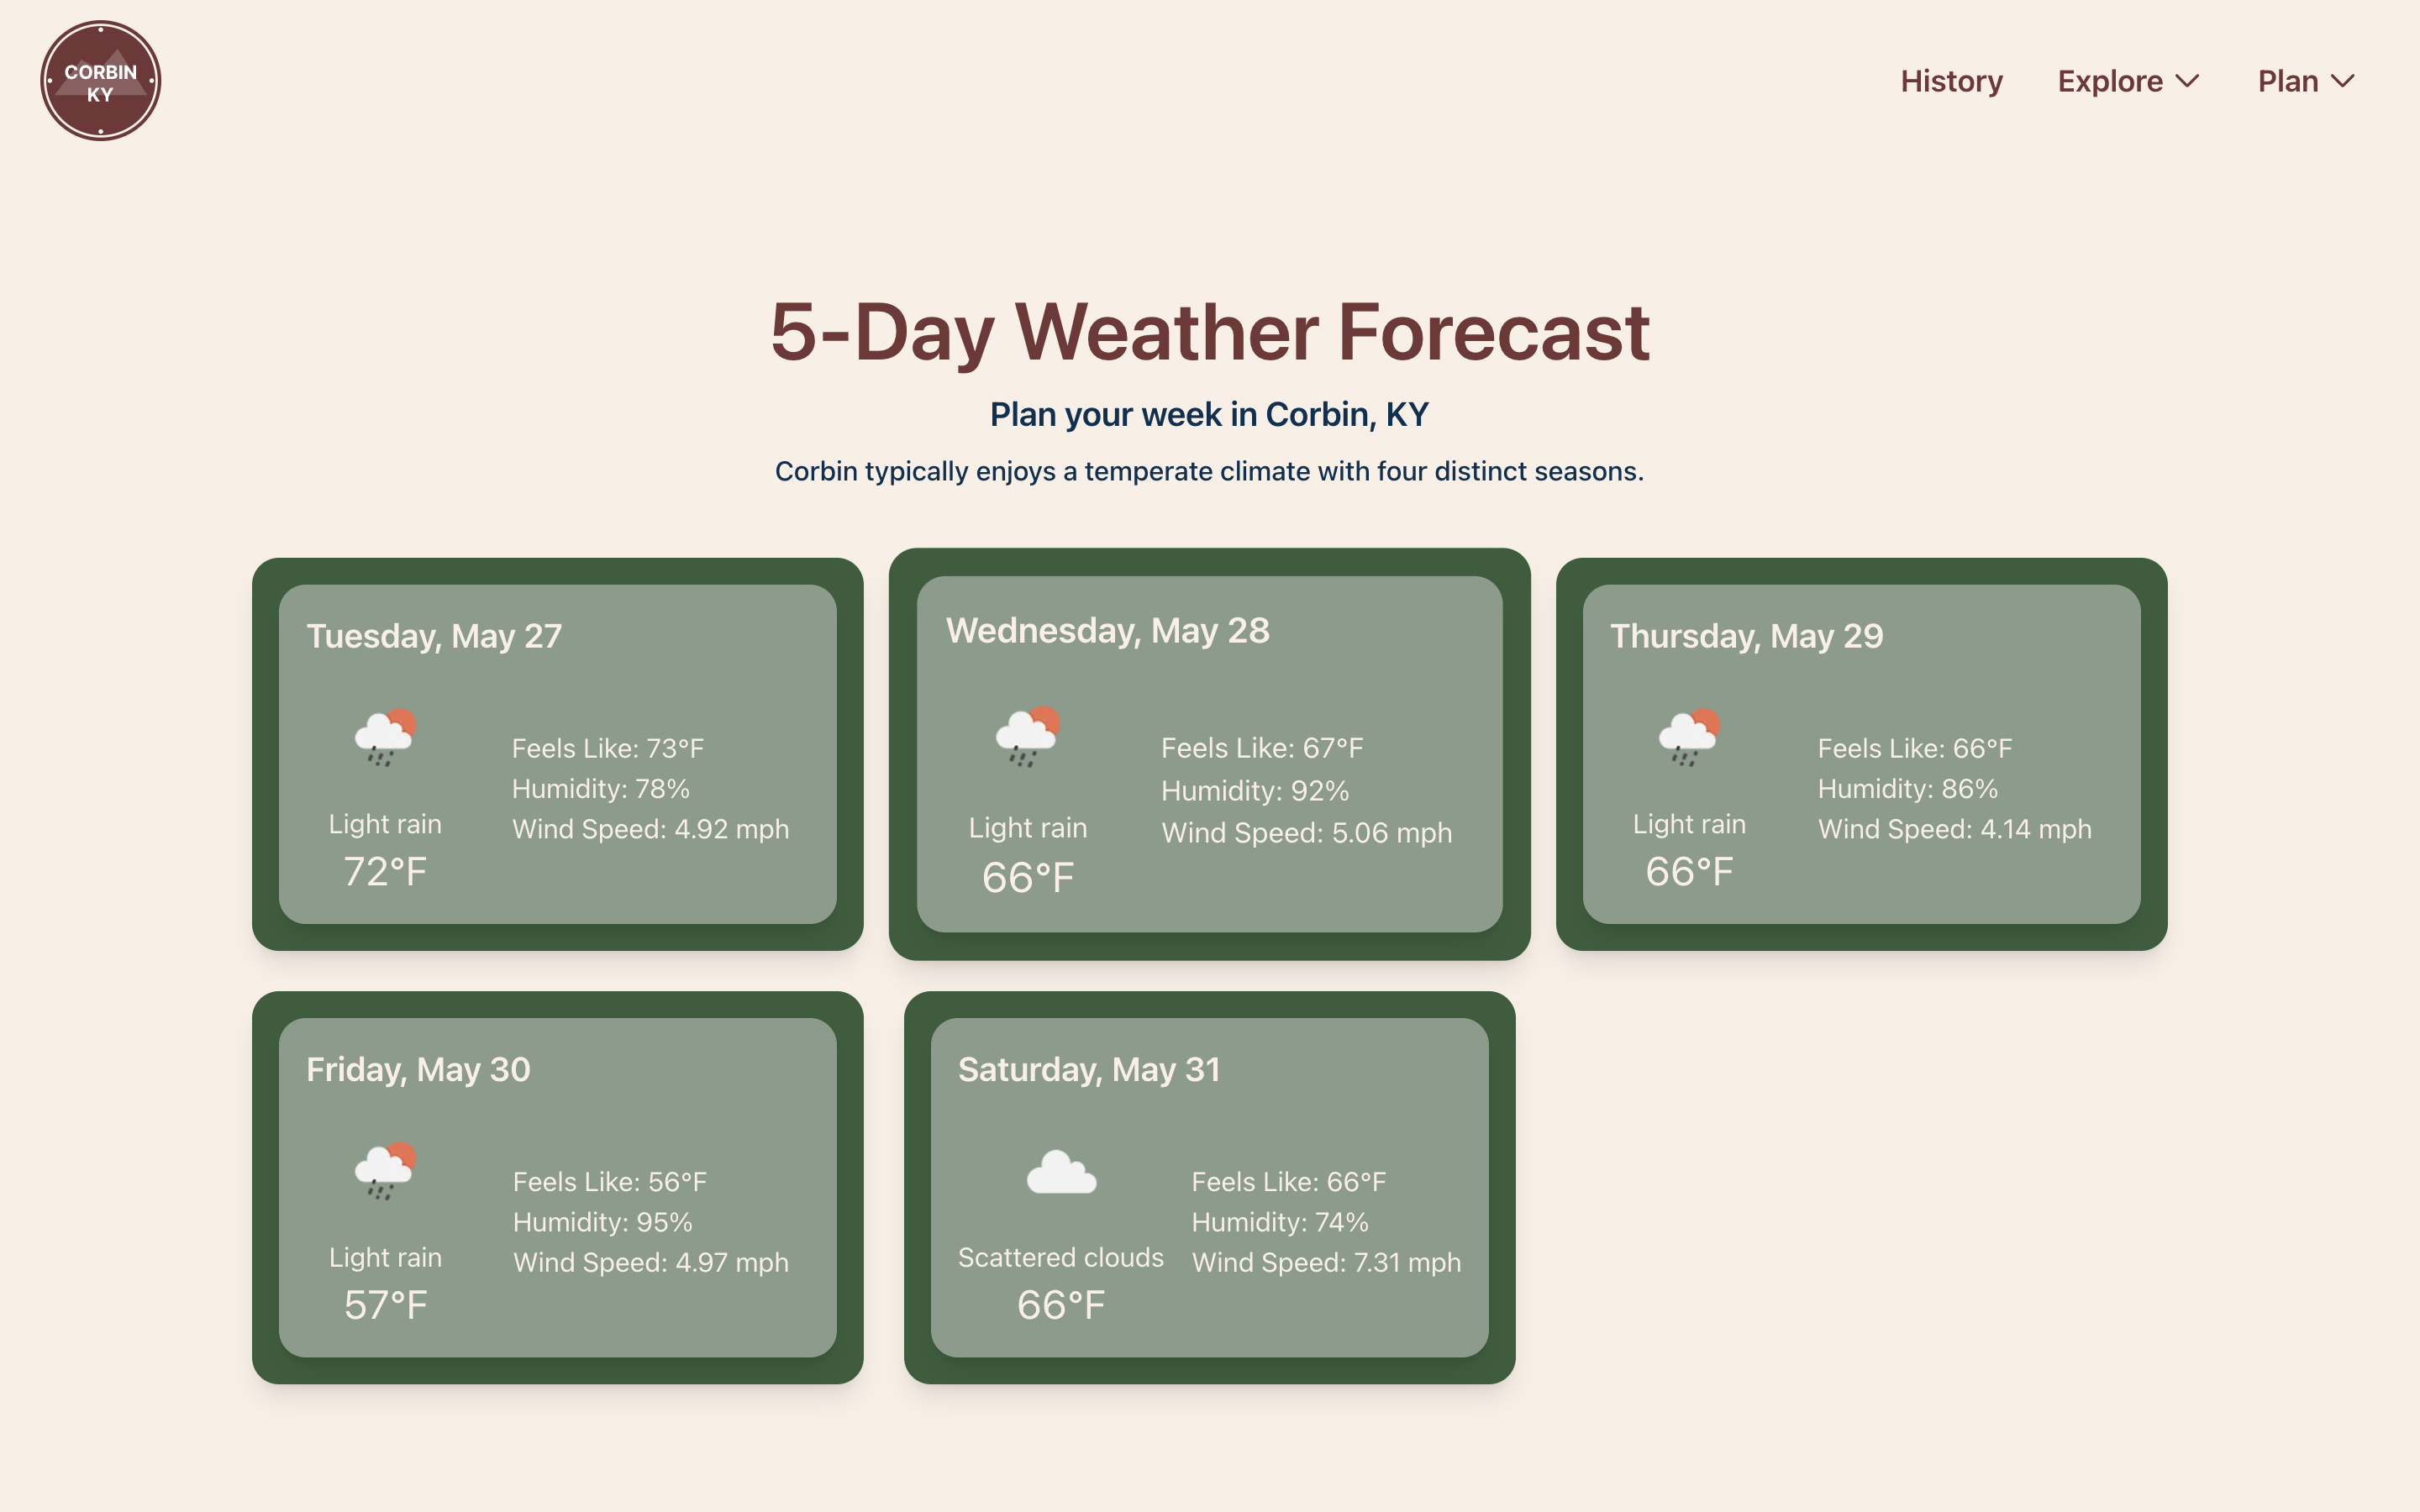 CORBIN
KY
History
Explore
Plan
5-Day Weather Forecast
Plan your week in Corbin, KY
Corbin typically enjoys a temperate climate with four distinct seasons.
Tuesday, May 27
Light rain
72°F
Feels Like: 73°F
Humidity: 78%
Wind Speed: 4.92 mph
Wednesday, May 28
Light rain
66°F
Feels Like: 67°F
Humidity: 92%
Wind Speed: 5.06 mph
Thursday, May 29
Light rain
66°F
Feels Like: 66°F
Humidity: 86%
Wind Speed: 4.14 mph
Friday, May 30
Light rain
57°F
Feels Like: 56°F
Humidity: 95%
Wind Speed: 4.97 mph
Saturday, May 31
Scattered clouds
66°F
Feels Like: 66°F
Humidity: 74%
Wind Speed: 7.31 mph